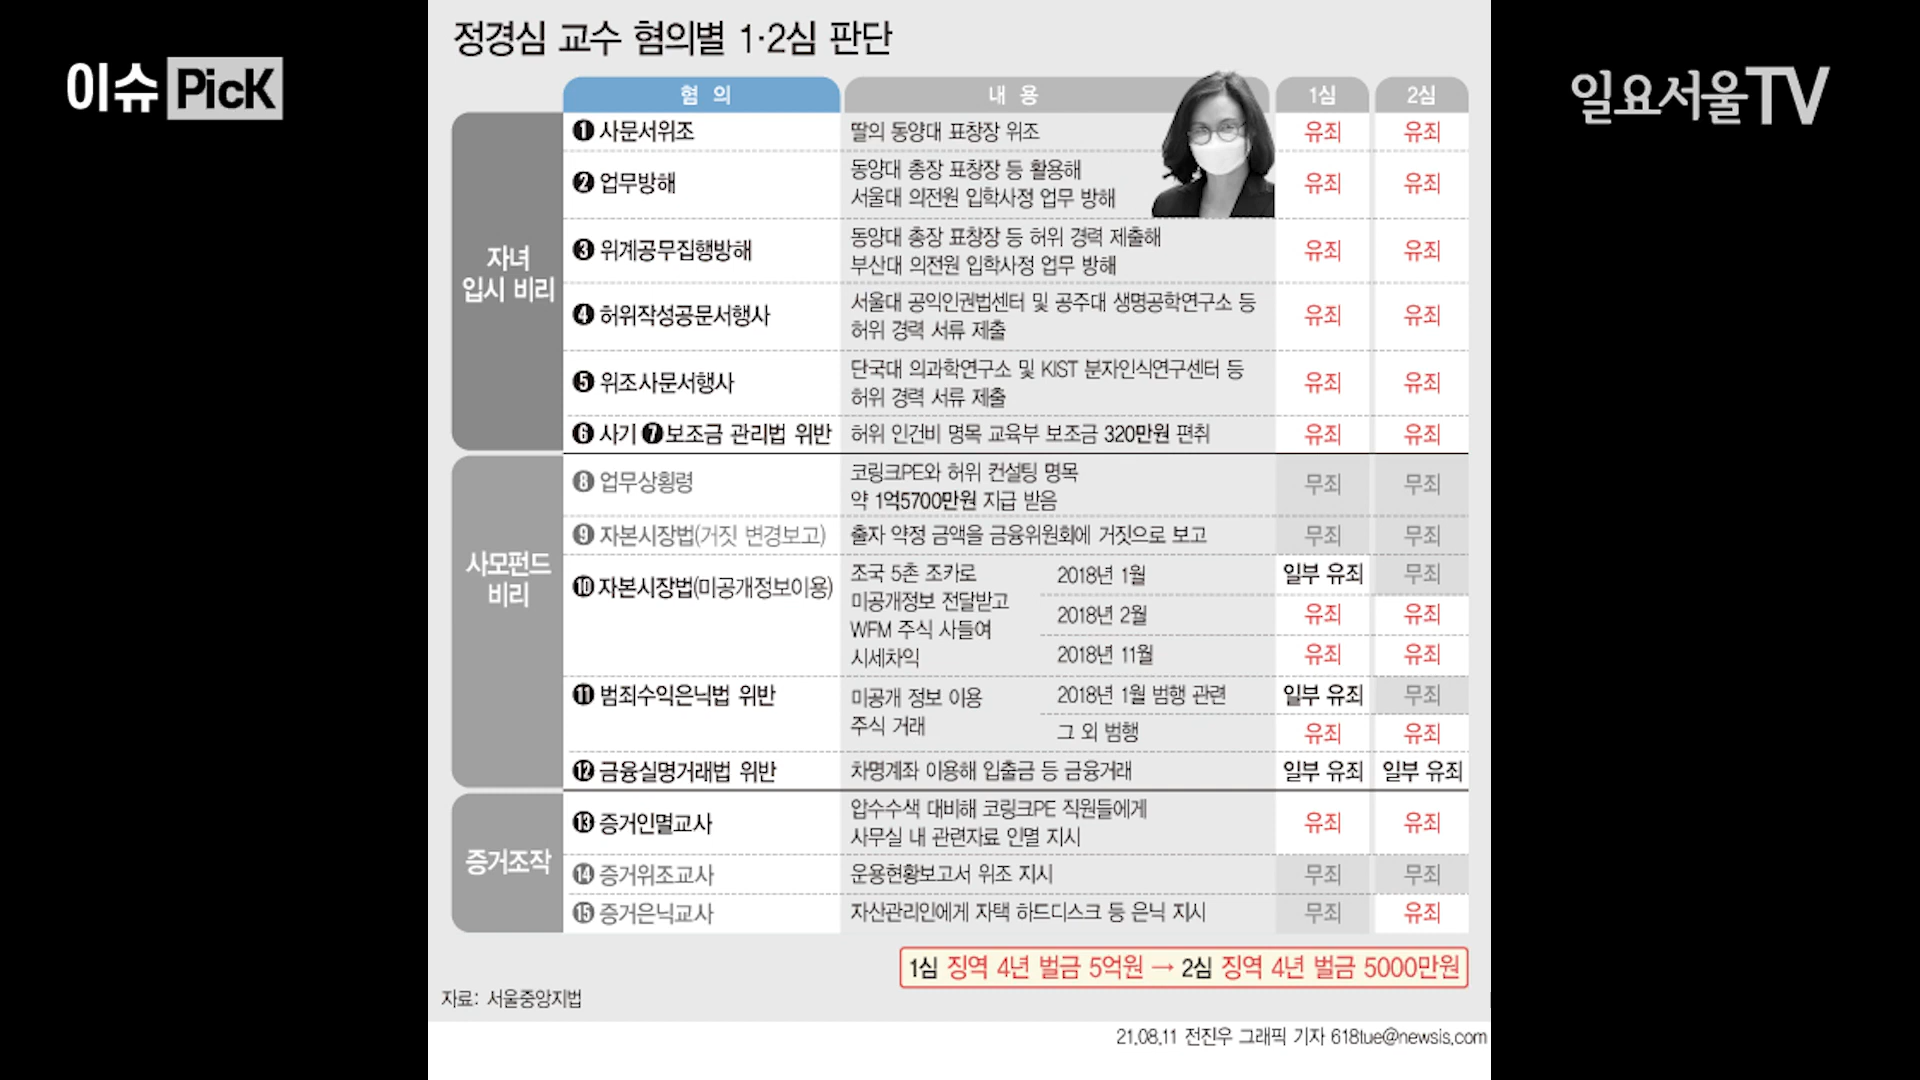 이슈 PicK
일요서울TV
정경심 교수 혐의별 1·2심 판단
혐 의 내 용 1심 2심
자녀
입시 비리
❶ 사문서위조 딸의 동양대 표창장 위조 유죄 유죄
❷ 업무방해 동양대 총장 표창장 등 활용해
서울대 의전원 입학사정 업무 방해 유죄 유죄
❸ 위계공무집행방해 동양대 총장 표창장 등 허위 경력 제출해
부산대 의전원 입학사정 업무 방해 유죄 유죄
❹ 허위작성공문서행사 서울대 공익인권법센터 및 공주대 생명공학연구소 등
허위 경력 서류 제출 유죄 유죄
❺ 위조사문서행사 단국대 의과학연구소 및 KIST 분자인식연구센터 등
허위 경력 서류 제출 유죄 유죄
❻ 사기 ❼보조금 관리법 위반 허위 인건비 명목 교육부 보조금 320만원 편취 유죄 유죄
사모펀드
비리
❽ 업무상횡령 코링크PE와 허위 컨설팅 명목
약 1억5700만원 지급 받음 무죄 무죄
❾ 자본시장법(거짓 변경보고) 출자 약정 금액을 금융위원회에 거짓으로 보고 무죄 무죄
❿ 자본시장법(미공개정보이용) 조국 5촌 조카로
미공개정보 전달받고
WFM 주식 사들여
시세차익
2018년 1월 일부 유죄 무죄
2018년 2월 유죄 유죄
2018년 11월 유죄 유죄
⓫ 범죄수익은닉법 위반 미공개 정보 이용
주식 거래
2018년 1월 범행 관련 일부 유죄 무죄
그 외 범행 유죄 유죄
⓬ 금융실명거래법 위반 차명계좌 이용해 입출금 등 금융거래 일부 유죄 일부 유죄
증거조작
⓭ 증거인멸교사 압수수색 대비해 코링크PE 직원들에게
사무실 내 관련자료 인멸 지시 유죄 유죄
⓮ 증거위조교사 운용현황보고서 위조 지시 무죄 무죄
⓯ 증거은닉교사 자산관리인에게 자택 하드디스크 등 은닉 지시 무죄 유죄
1심 징역 4년 벌금 5억원 → 2심 징역 4년 벌금 5000만원
자료: 서울중앙지법
21.08.11 전진우 그래픽 기자 618tue@newsis.com